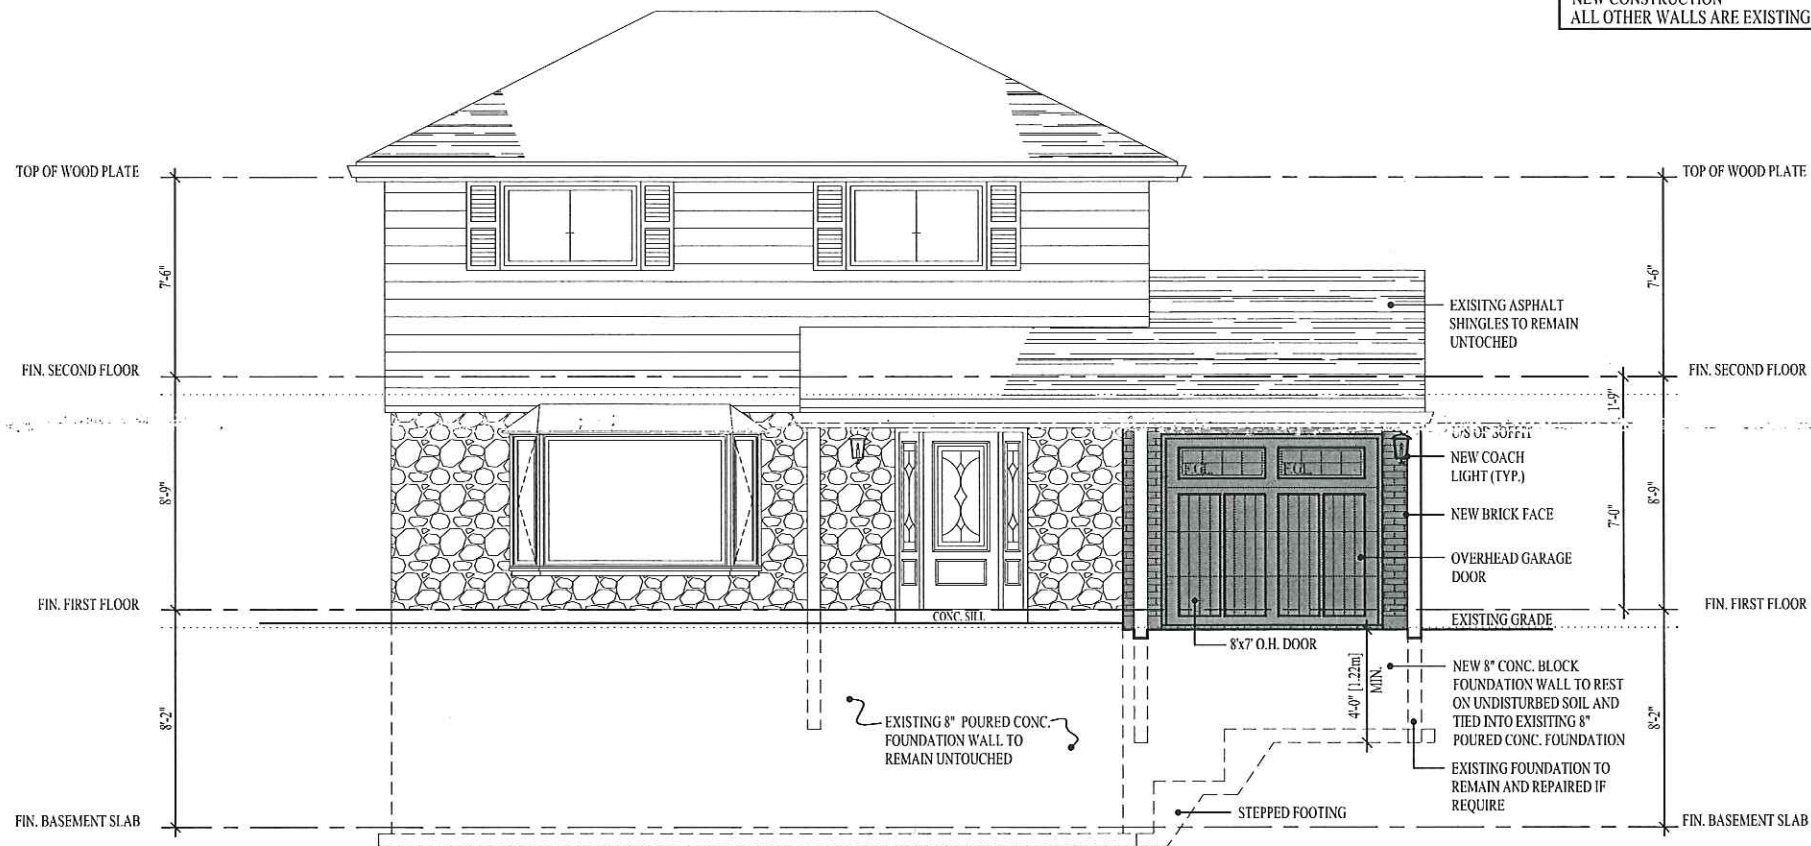 NEW CONSTRUCTION
ALL OTHER WALLS ARE EXISTING
TOP OF WOOD PLATE
TOP OF WOOD PLATE
7'-6"
7'-6"
EXISITNG ASPHALT
SHINGLES TO REMAIN
UNTOCHED
FIN. SECOND FLOOR
FIN. SECOND FLOOR
1'-9"
U/S OF SOFFIT
NEW COACH
LIGHT (TYP.)
F.GL.
F.GL.
8'-9"
7'-0"
8'-9"
NEW BRICK FACE
OVERHEAD GARAGE
DOOR
FIN. FIRST FLOOR
FIN. FIRST FLOOR
CONC. SILL
EXISTING GRADE
8'x7' O.H. DOOR
4'-0" [1.22m]
MIN.
NEW 8" CONC. BLOCK
FOUNDATION WALL TO REST
ON UNDISTURBED SOIL AND
TIED INTO EXISITING 8"
POURED CONC. FOUNDATION
8'-2"
8'-2"
EXISTING 8" POURED CONC.
FOUNDATION WALL TO
REMAIN UNTOUCHED
EXISTING FOUNDATION TO
REMAIN AND REPAIRED IF
REQUIRE
STEPPED FOOTING
FIN. BASEMENT SLAB
FIN. BASEMENT SLAB